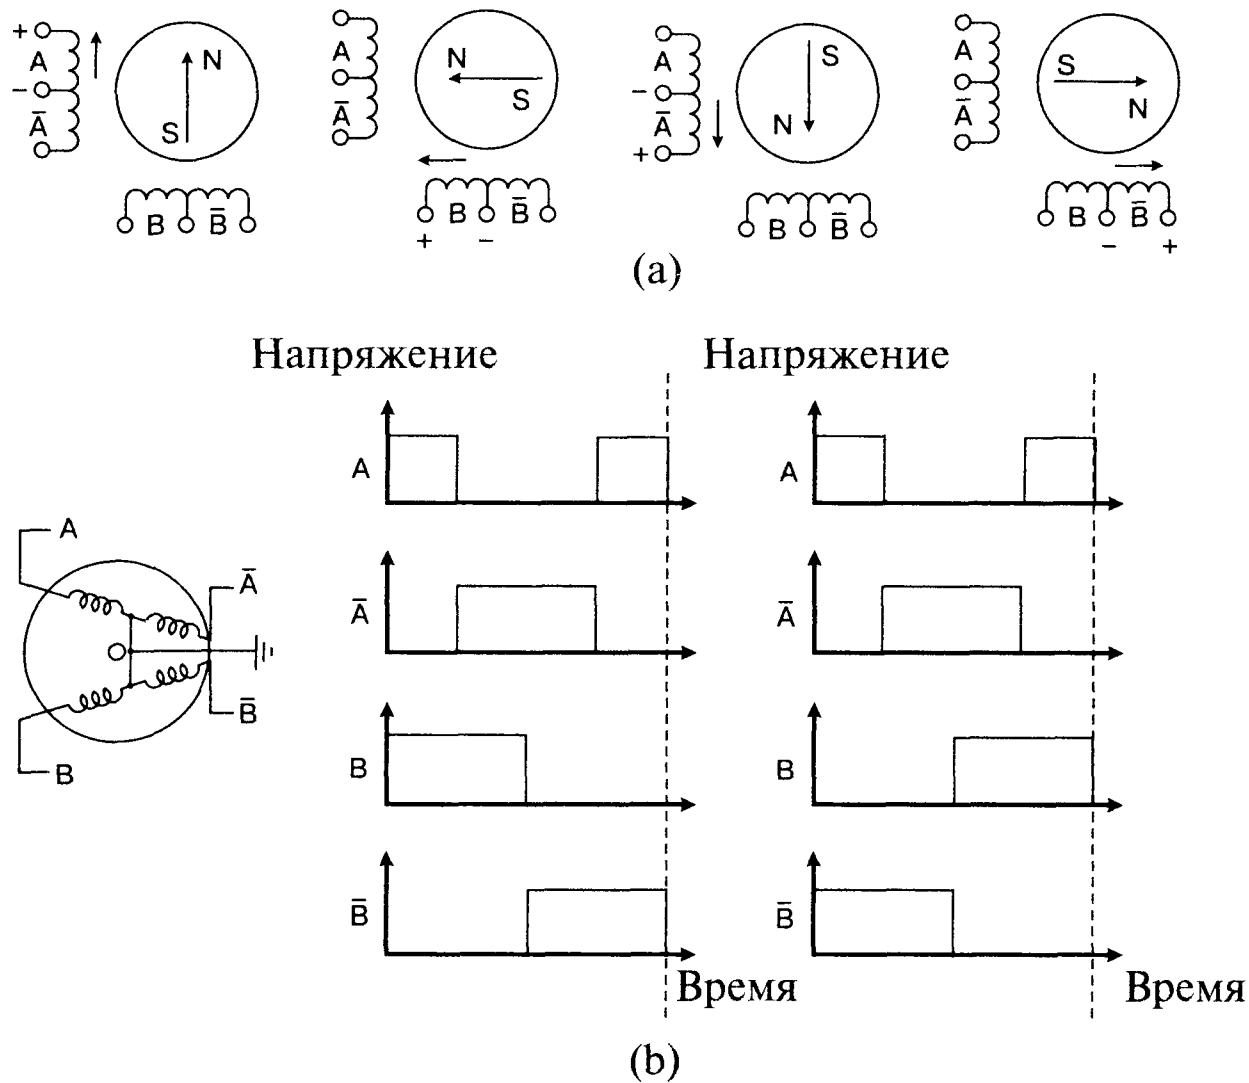 + A - Ā N S B B̄
A Ā N S B B̄ + -
A - Ā + S N B B̄
A Ā S N B B̄ - +
(a)
Напряжение
Напряжение
A
Ā
B
B̄
A
Ā
B
B̄
A
Ā
B
B̄
Время
Время
(b)